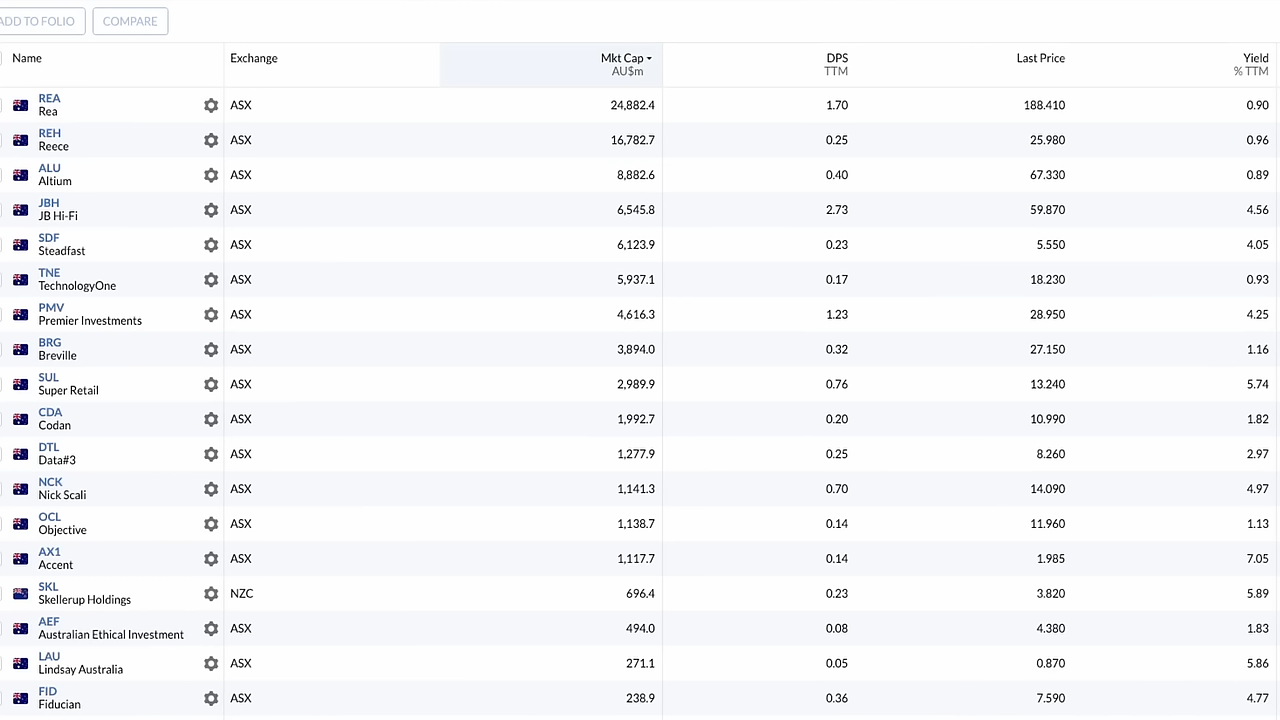 ADD TO FOLIO COMPARE
Name Exchange Mkt Cap DPS Last Price Yield
AU$m TTM % TTM
REA
Rea ASX 24,882.4 1.70 188.410 0.90
REH
Reece ASX 16,782.7 0.25 25.980 0.96
ALU
Altium ASX 8,882.6 0.40 67.330 0.89
JBH
JB Hi-Fi ASX 6,545.8 2.73 59.870 4.56
SDF
Steadfast ASX 6,123.9 0.23 5.550 4.05
TNE
TechnologyOne ASX 5,937.1 0.17 18.230 0.93
PMV
Premier Investments ASX 4,616.3 1.23 28.950 4.25
BRG
Breville ASX 3,894.0 0.32 27.150 1.16
SUL
Super Retail ASX 2,989.9 0.76 13.240 5.74
CDA
Codan ASX 1,992.7 0.20 10.990 1.82
DTL
Data#3 ASX 1,277.9 0.25 8.260 2.97
NCK
Nick Scali ASX 1,141.3 0.70 14.090 4.97
OCL
Objective ASX 1,138.7 0.14 11.960 1.13
AX1
Accent ASX 1,117.7 0.14 1.985 7.05
SKL
Skellerup Holdings NZC 696.4 0.23 3.820 5.89
AEF
Australian Ethical Investment ASX 494.0 0.08 4.380 1.83
LAU
Lindsay Australia ASX 271.1 0.05 0.870 5.86
FID
Fiducian ASX 238.9 0.36 7.590 4.77